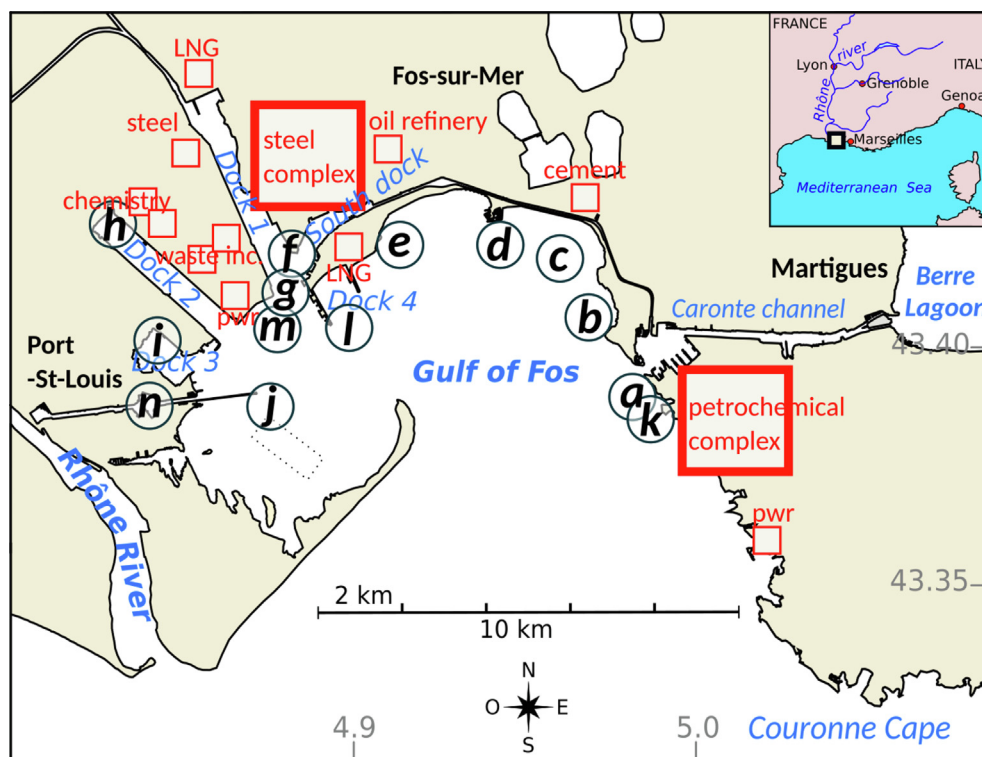 FRANCE
river
Lyon
ITALY
Grenoble
Rhône
Genoa
Marseilles
Mediterranean Sea
LNG
Fos-sur-Mer
steel
oil refinery
steel
complex
Dock 1
South dock
cement
chemistry
h
f
e
d
c
waste inc.
LNG
Martigues
Berre
Lagoon
Dock 2
g
Dock 4
pwr
m
l
b
Caronte channel
43.40
Port
-St-Louis
i
Dock 3
Gulf of Fos
n
j
a
k
petrochemical
complex
Rhône River
pwr
43.35
2 km
10 km
N
O
E
S
4.9
5.0
Couronne Cape